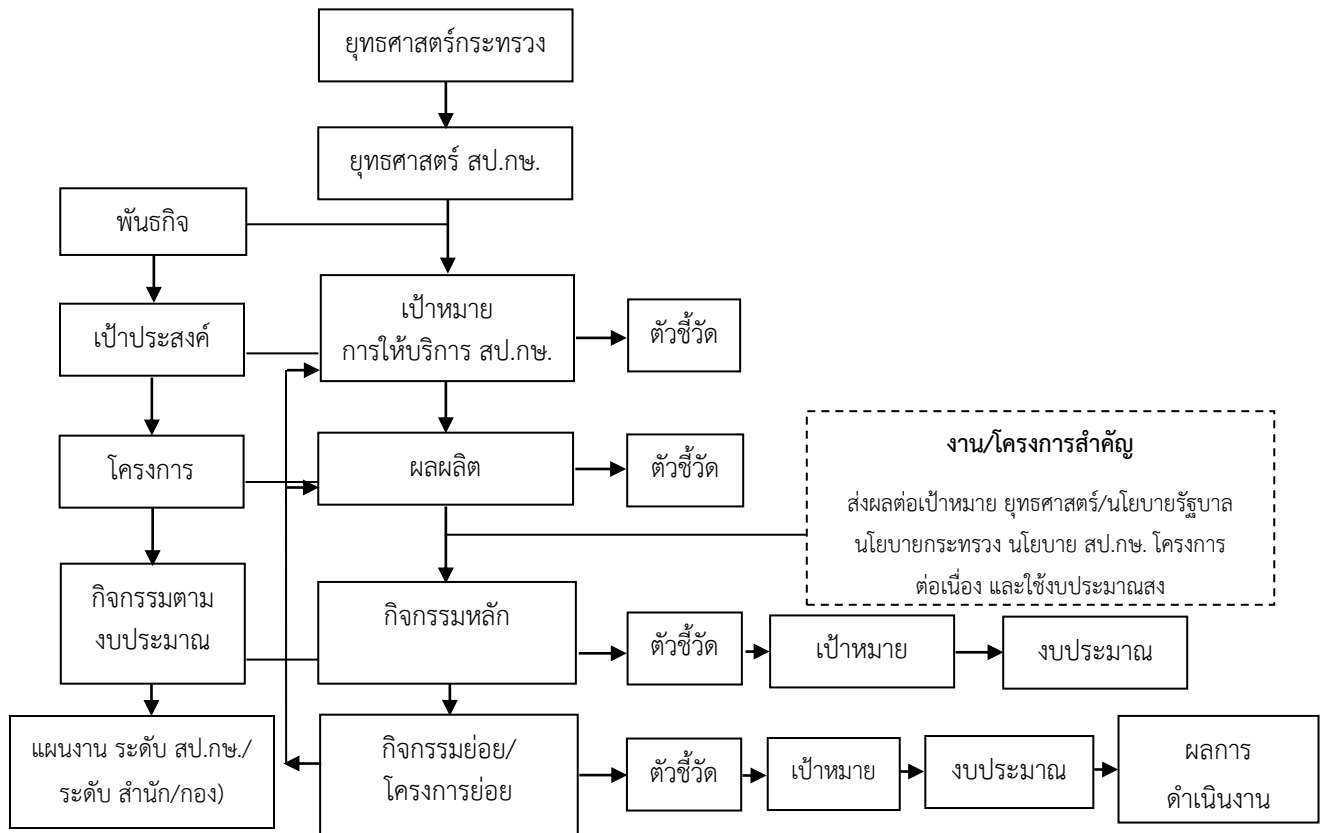 ยุทธศาสตร์กระทรวง
ยุทธศาสตร์ สป.กษ.
พันธกิจ
เป้าหมาย
การให้บริการ สป.กษ.
ตัวชี้วัด
เป้าประสงค์
โครงการ
ผลผลิต
ตัวชี้วัด
งาน/โครงการสำคัญ
ส่งผลต่อเป้าหมาย ยุทธศาสตร์/นโยบายรัฐบาล
นโยบายกระทรวง นโยบาย สป.กษ. โครงการ
ต่อเนื่อง และใช้งบประมาณสง
กิจกรรมตาม
งบประมาณ
กิจกรรมหลัก
ตัวชี้วัด
เป้าหมาย
งบประมาณ
แผนงาน ระดับ สป.กษ./
ระดับ สำนัก/กอง)
กิจกรรมย่อย/
โครงการย่อย
ตัวชี้วัด
เป้าหมาย
งบประมาณ
ผลการ
ดำเนินงาน